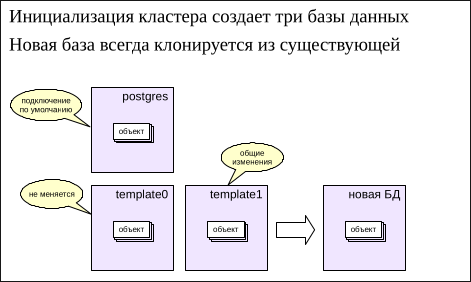 Инициализация кластера создает три базы данных
Новая база всегда клонируется из существующей
подключение
по умолчанию
postgres
объект
общие
изменения
не меняется
template0
объект
template1
объект
новая БД
объект